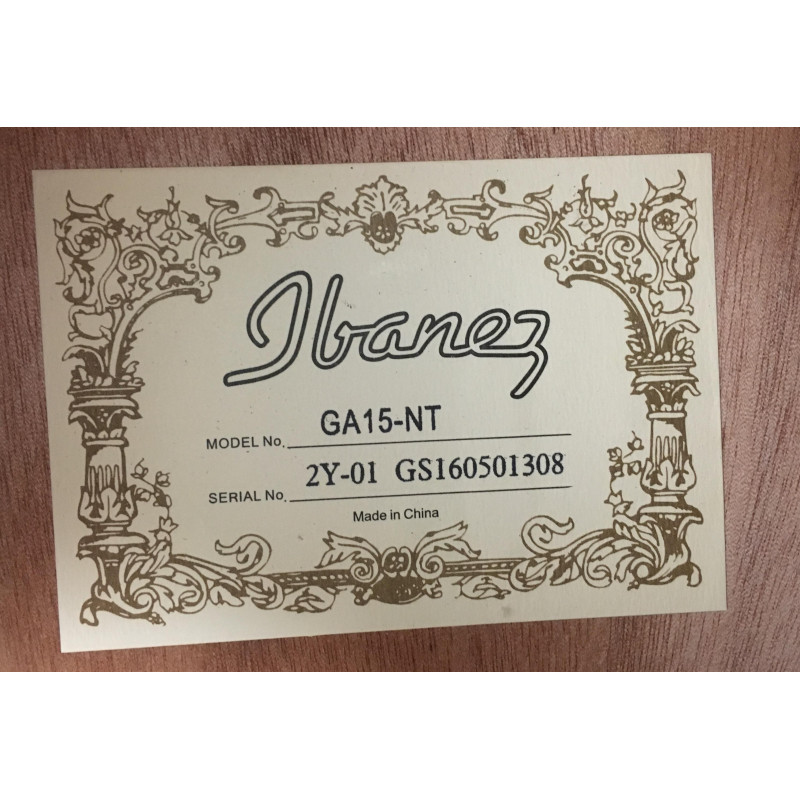 Ibanez
MODEL No. GA15-NT
SERIAL No. 2Y-01 GS160501308
Made in China